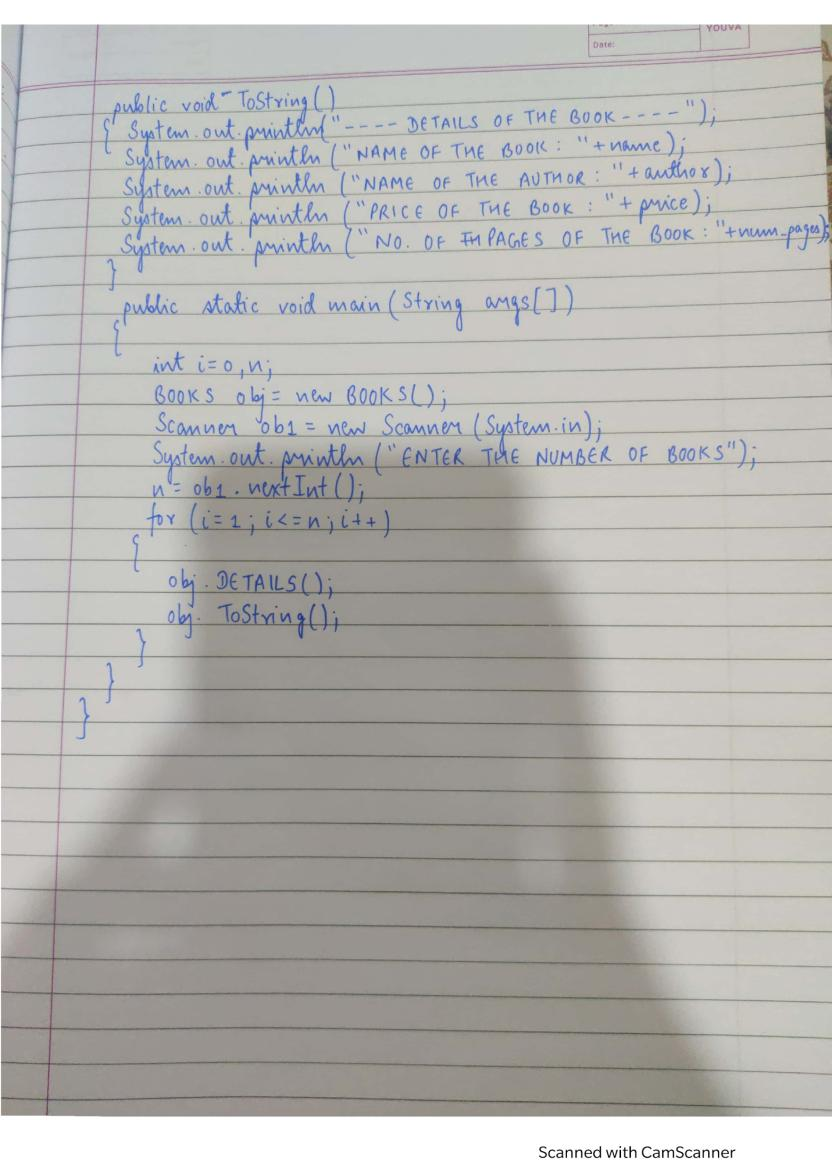 YOUVA
Date:
public void ToString()
{ System.out.println("---- DETAILS OF THE BOOK ----");
System.out.println("NAME OF THE BOOK : "+name);
System.out.println("NAME OF THE AUTHOR : "+author);
System.out.println("PRICE OF THE BOOK : "+price);
System.out.println("NO. OF PAGES OF THE BOOK : "+num_pages);
}
public static void main(String args[])
{
int i=0,n;
BOOKS obj= new BOOKS();
Scanner ob1 = new Scanner (System.in);
System.out.println("ENTER THE NUMBER OF BOOKS");
n = ob1.nextInt();
for (i=1; i<=n; i++)
{
obj.DETAILS();
obj.ToString();
}
}
}
Scanned with CamScanner